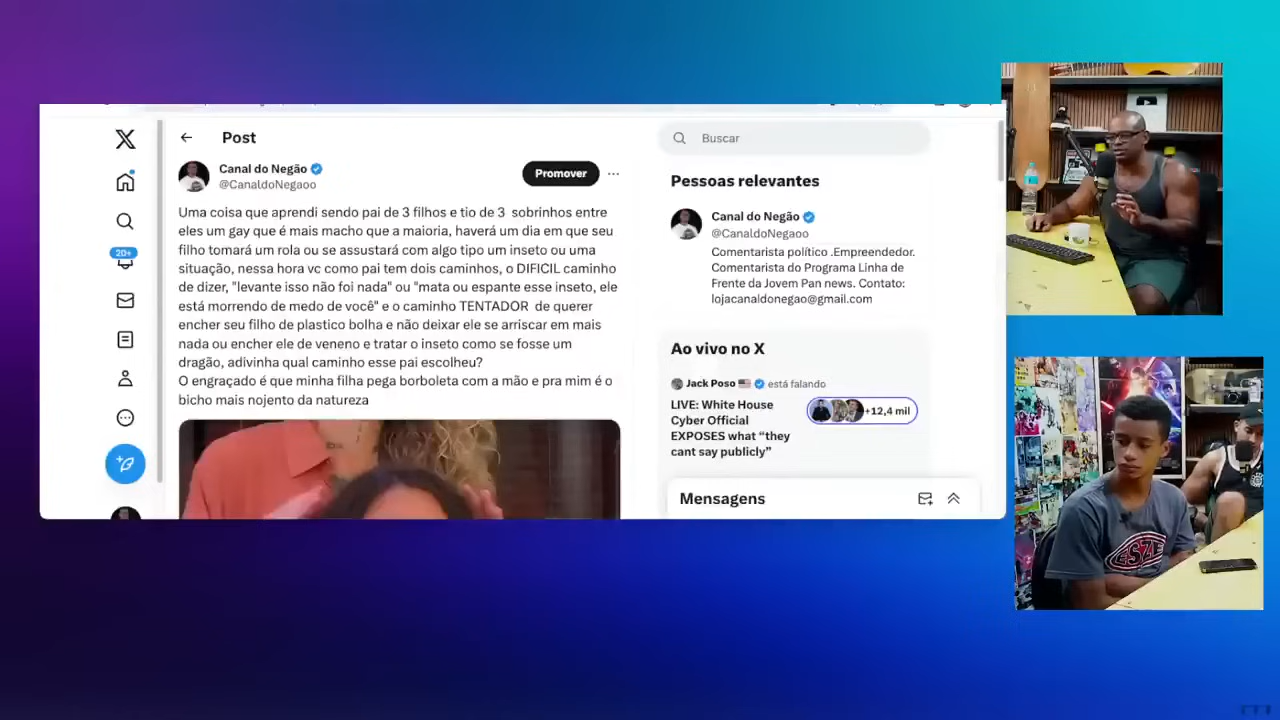 Post
Canal do Negão
@CanaldoNegaoo
Promover
Uma coisa que aprendi sendo pai de 3 filhos e tio de 3 sobrinhos entre
eles um gay que é mais macho que a maioria, haverá um dia em que seu
filho tomará um rola ou se assustará com algo tipo um inseto ou uma
situação, nessa hora vc como pai tem dois caminhos, o DIFICIL caminho
de dizer, "levante isso não foi nada" ou "mata ou espante esse inseto, ele
está morrendo de medo de você" e o caminho TENTADOR de querer
encher seu filho de plastico bolha e não deixar ele se arriscar em mais
nada ou encher ele de veneno e tratar o inseto como se fosse um
dragão, adivinha qual caminho esse pai escolheu?
O engraçado é que minha filha pega borboleta com a mão e pra mim é o
bicho mais nojento da natureza
20+
Buscar
Pessoas relevantes
Canal do Negão
@CanaldoNegaoo
Comentarista político .Empreendedor.
Comentarista do Programa Linha de
Frente da Jovem Pan news. Contato:
lojacanaldonegao@gmail.com
Ao vivo no X
Jack Poso está falando
LIVE: White House
Cyber Official
EXPOSES what “they
cant say publicly”
+12,4 mil
Mensagens
ESZE